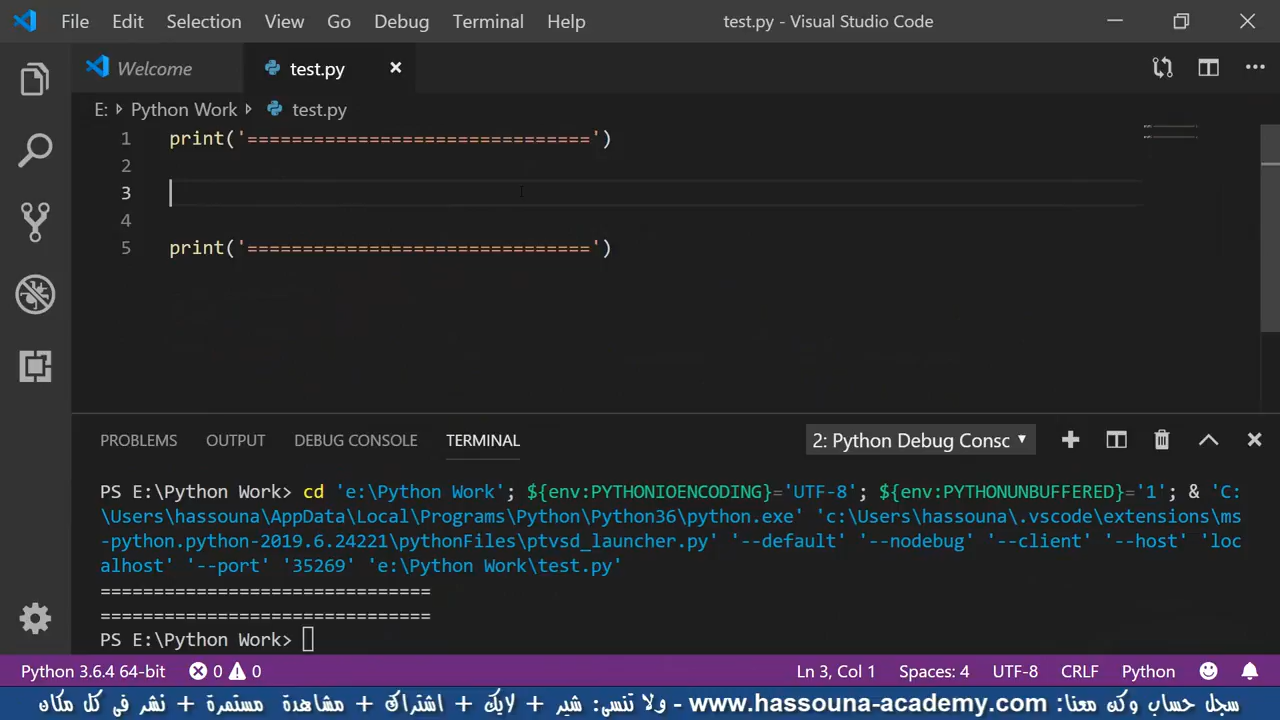 File Edit Selection View Go Debug Terminal Help test.py - Visual Studio Code
Welcome test.py
E: Python Work test.py
1 print('==============================')
2
3
4
5 print('==============================')
PROBLEMS OUTPUT DEBUG CONSOLE TERMINAL 2: Python Debug Consc
PS E:\Python Work> cd 'e:\Python Work'; ${env:PYTHONIOENCODING}='UTF-8'; ${env:PYTHONUNBUFFERED}='1'; & 'C:
\Users\hassouna\AppData\Local\Programs\Python\Python36\python.exe' 'c:\Users\hassouna\.vscode\extensions\ms
-python.python-2019.6.24221\pythonFiles\ptvsd_launcher.py' '--default' '--nodebug' '--client' '--host' 'loc
alhost' '--port' '35269' 'e:\Python Work\test.py'
==============================
==============================
PS E:\Python Work>
Python 3.6.4 64-bit 0 0 Ln 3, Col 1 Spaces: 4 UTF-8 CRLF Python
سجل حساب وكن معنا: www.hassouna-academy.com - ولا تنسى: شير + لايك + اشتراك + مشاهدة مستمرة + نشر فى كل مكان